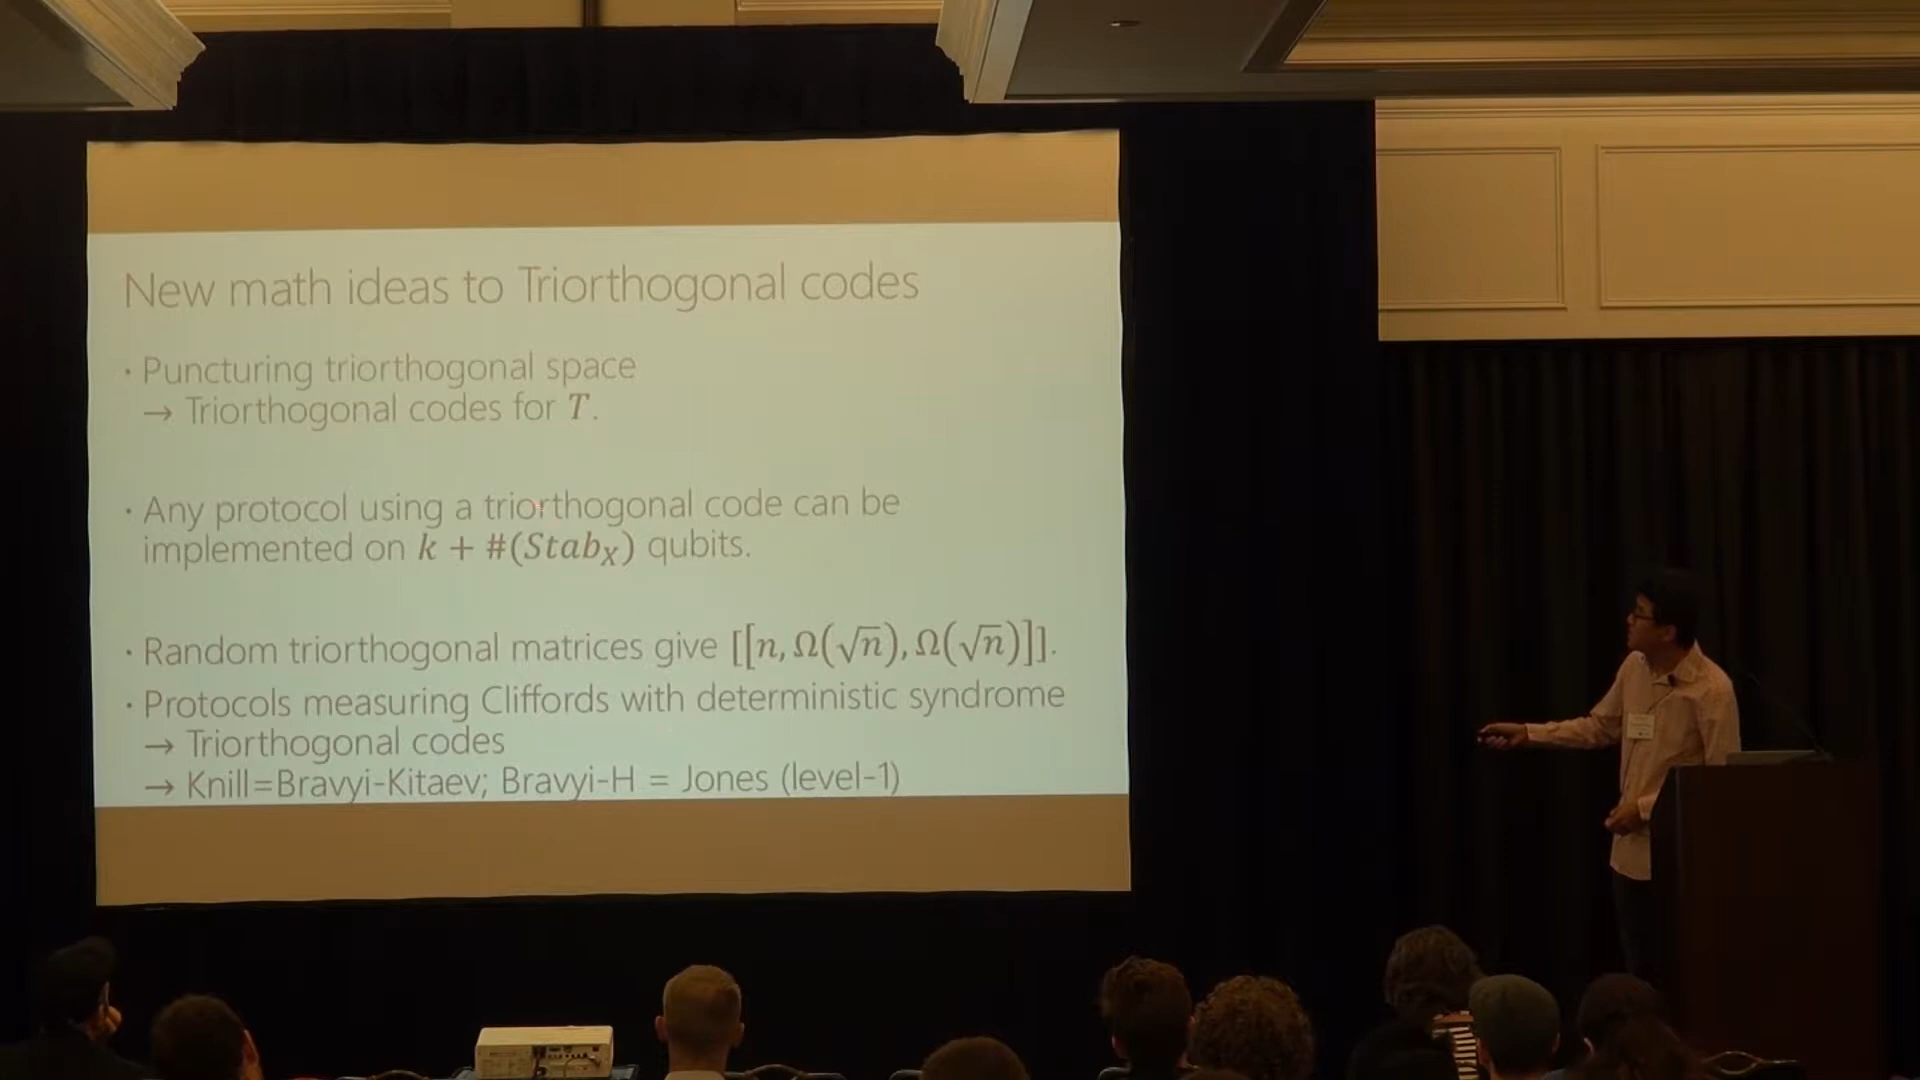 New math ideas to Triorthogonal codes
· Puncturing triorthogonal space
→ Triorthogonal codes for T.
· Any protocol using a triorthogonal code can be
implemented on k + #(Stab_X) qubits.
· Random triorthogonal matrices give [[n, Ω(√n), Ω(√n)]].
· Protocols measuring Cliffords with deterministic syndrome
→ Triorthogonal codes
→ Knill=Bravyi-Kitaev; Bravyi-H = Jones (level-1)